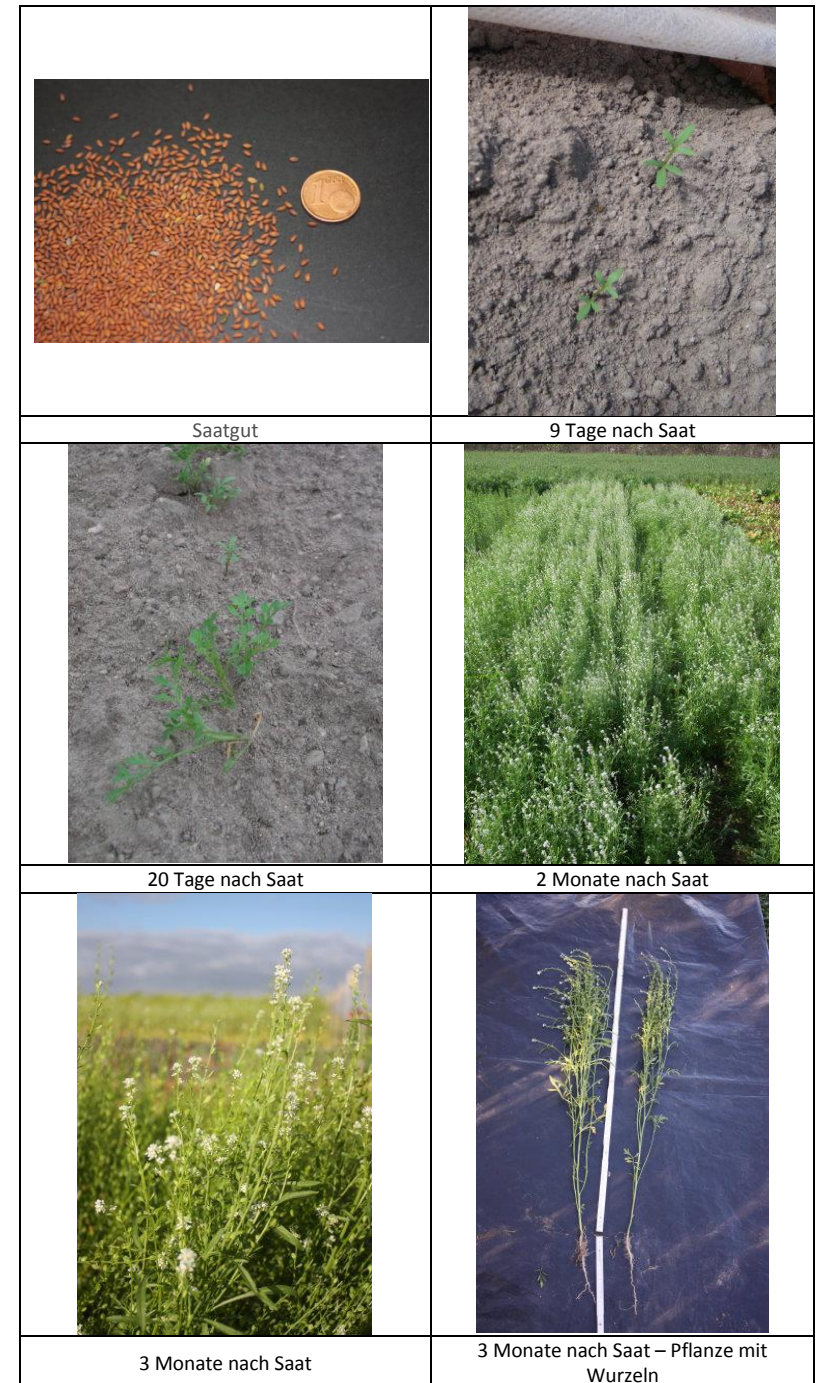 Saatgut
9 Tage nach Saat
20 Tage nach Saat
2 Monate nach Saat
3 Monate nach Saat
3 Monate nach Saat – Pflanze mit
Wurzeln